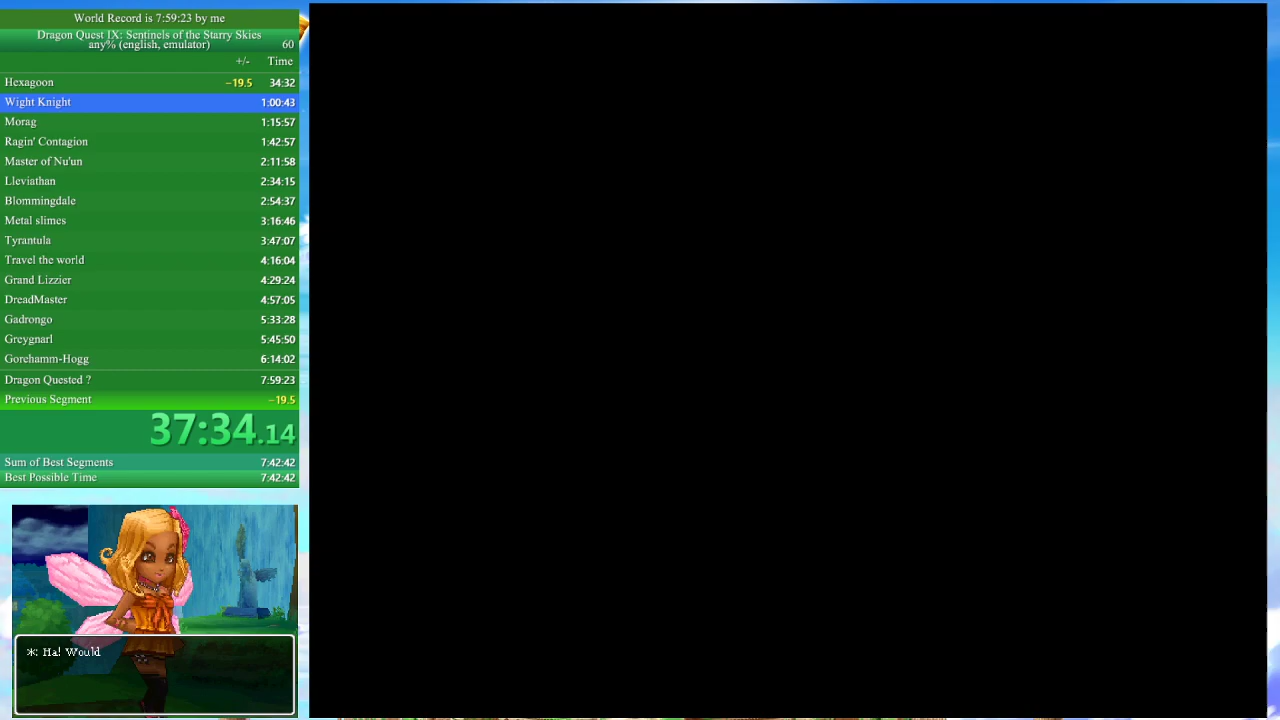 World Record is 7:59:23 by me
Dragon Quest IX: Sentinels of the Starry Skies
any% (english, emulator) 60
+/- Time
Hexagoon −19.5 34:32
Wight Knight 1:00:43
Morag 1:15:57
Ragin' Contagion 1:42:57
Master of Nu'un 2:11:58
Lleviathan 2:34:15
Blommingdale 2:54:37
Metal slimes 3:16:46
Tyrantula 3:47:07
Travel the world 4:16:04
Grand Lizzier 4:29:24
DreadMaster 4:57:05
Gadrongo 5:33:28
Greygnarl 5:45:50
Gorehamm-Hogg 6:14:02
Dragon Quested ? 7:59:23
Previous Segment −19.5
37:34.14
Sum of Best Segments 7:42:42
Best Possible Time 7:42:42
*: Ha! Would